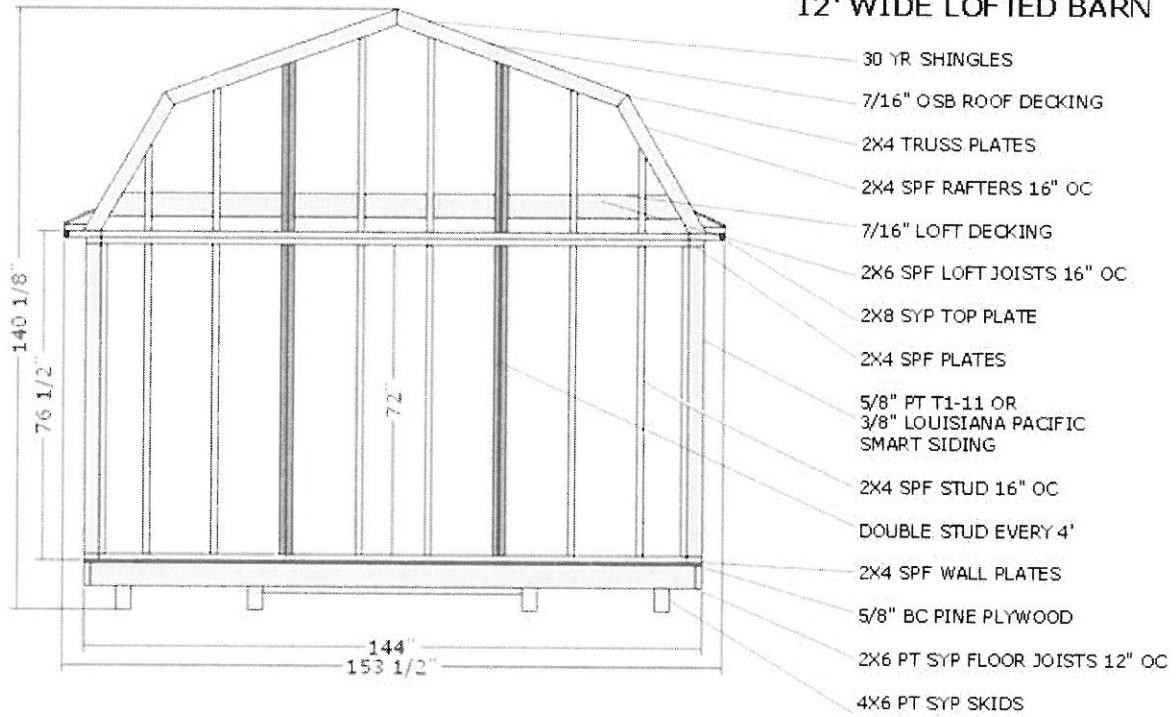 12' WIDE LOFTED BARN
30 YR SHINGLES
7/16" OSB ROOF DECKING
2X4 TRUSS PLATES
2X4 SPF RAFTERS 16" OC
7/16" LOFT DECKING
2X6 SPF LOFT JOISTS 16" OC
2X8 SYP TOP PLATE
2X4 SPF PLATES
5/8" PT T1-11 OR
3/8" LOUISIANA PACIFIC
SMART SIDING
2X4 SPF STUD 16" OC
DOUBLE STUD EVERY 4'
2X4 SPF WALL PLATES
5/8" BC PINE PLYWOOD
2X6 PT SYP FLOOR JOISTS 12" OC
4X6 PT SYP SKIDS
140 1/8"
76 1/2"
72"
144"
153 1/2"